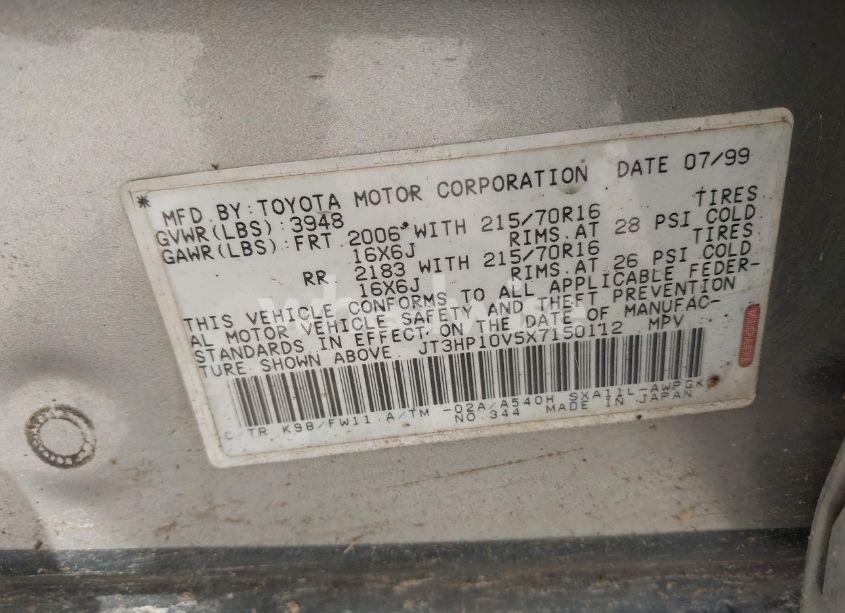 * MFD. BY: TOYOTA MOTOR CORPORATION DATE 07/99
GVWR(LBS): 3948
GAWR(LBS): FRT 2006 WITH 215/70R16 TIRES
16X6J RIMS.AT 28 PSI COLD
RR 2183 WITH 215/70R16 TIRES
16X6J RIMS.AT 26 PSI COLD
THIS VEHICLE CONFORMS TO ALL APPLICABLE FEDER-
AL MOTOR VEHICLE SAFETY AND THEFT PREVENTION
STANDARDS IN EFFECT ON THE DATE OF MANUFAC-
TURE SHOWN ABOVE JT3HP10V5X7150112 MPV
C/TR K98/FW11 A/TM -02A/A540H SXA11L-AWPGK
NO.344 MADE IN JAPAN